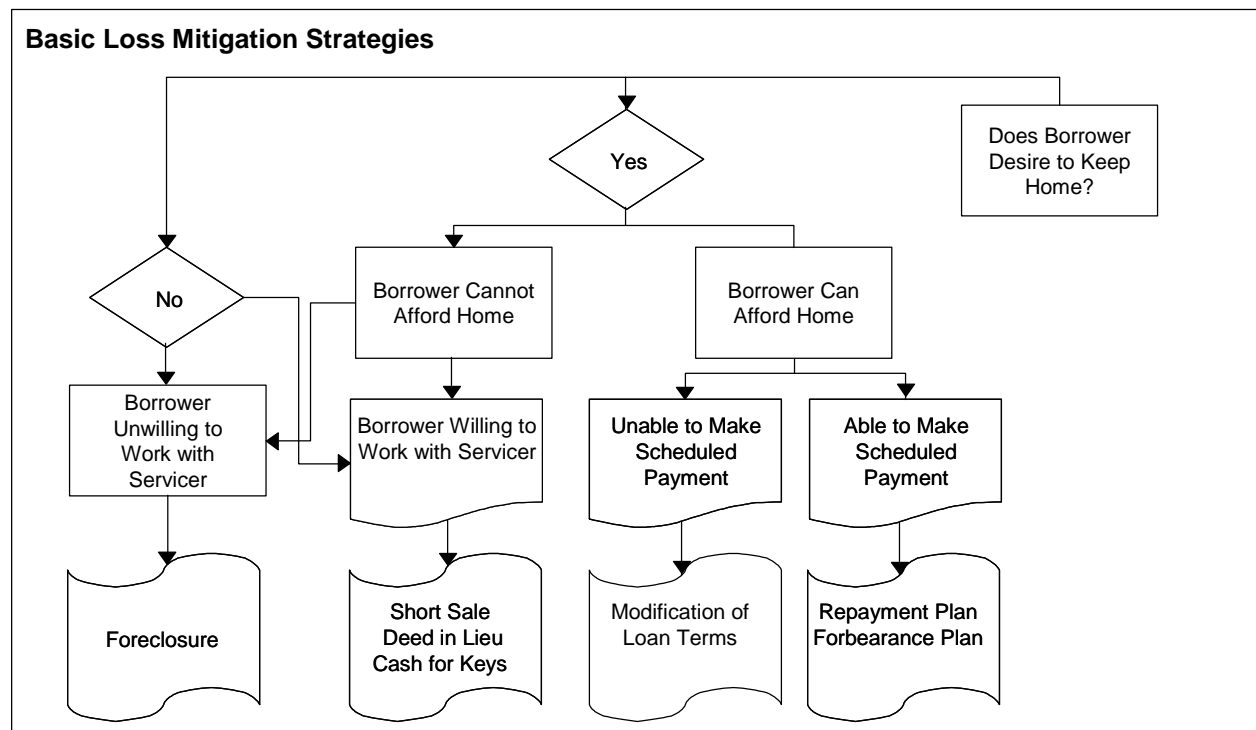 Basic Loss Mitigation Strategies
Does Borrower
Desire to Keep
Home?
Yes
No
Borrower Cannot
Afford Home
Borrower Can
Afford Home
Borrower
Unwilling to
Work with
Servicer
Borrower Willing to
Work with Servicer
Unable to Make
Scheduled
Payment
Able to Make
Scheduled
Payment
Foreclosure
Short Sale
Deed in Lieu
Cash for Keys
Modification of
Loan Terms
Repayment Plan
Forbearance Plan